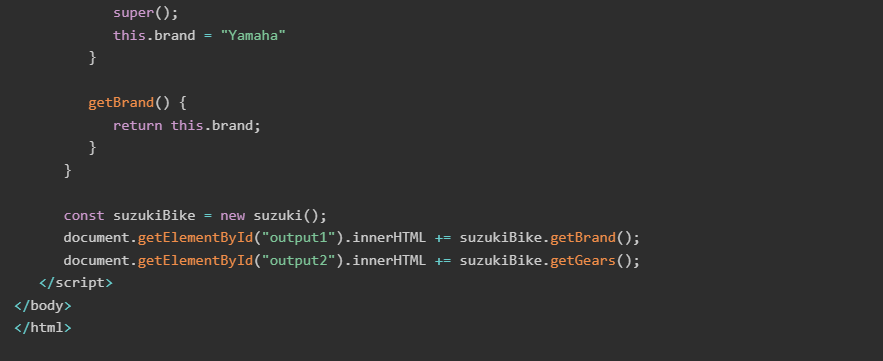 super();
this.brand = "Yamaha"
}
getBrand() {
return this.brand;
}
}
const suzukiBike = new suzuki();
document.getElementById("output1").innerHTML += suzukiBike.getBrand();
document.getElementById("output2").innerHTML += suzukiBike.getGears();
</script>
</body>
</html>